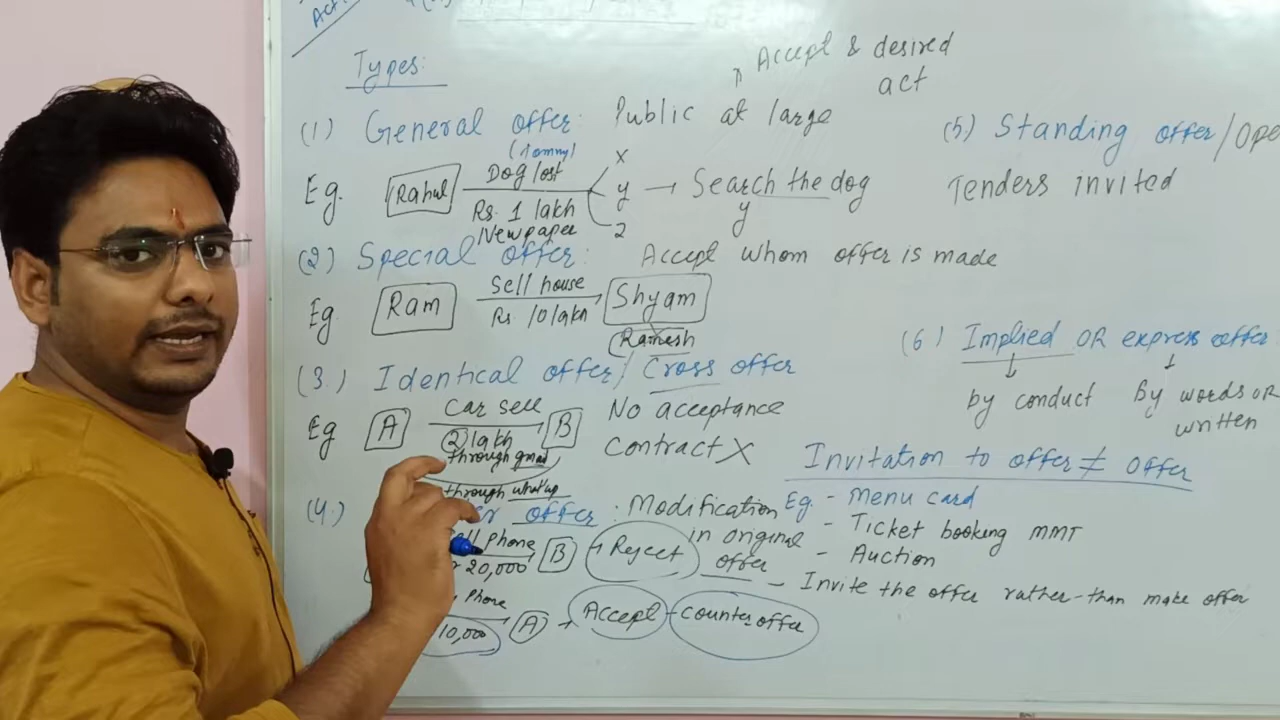 Act:
Types:
Accept & desired
act
(1) General offer: Public at large
(Tommy)
Eg. Rahul Dog lost x
y → Search the dog
Rs. 1 lakh
Newpaper z
y
(2) Special offer: Accept whom offer is made
Eg. Ram Sell house Shyam
Rs 10 lakh
Ramesh
(3.) Identical offer/ Cross offer
Eg A Car sell B No acceptance
2 lakh
through gmail
Contract X
through what'up
(4.) offer: Modification
in original
offer
phone B → Reject
20,000
Phone
10,000 A → Accept - counter offer
(5) Standing offer/Ope
Tenders invited
(6) Implied OR express offer
by conduct
By words OR
written
Invitation to offer ≠ Offer
Eg. - Menu card
- Ticket booking MMT
- Auction
- Invite the offer rather-than make offer